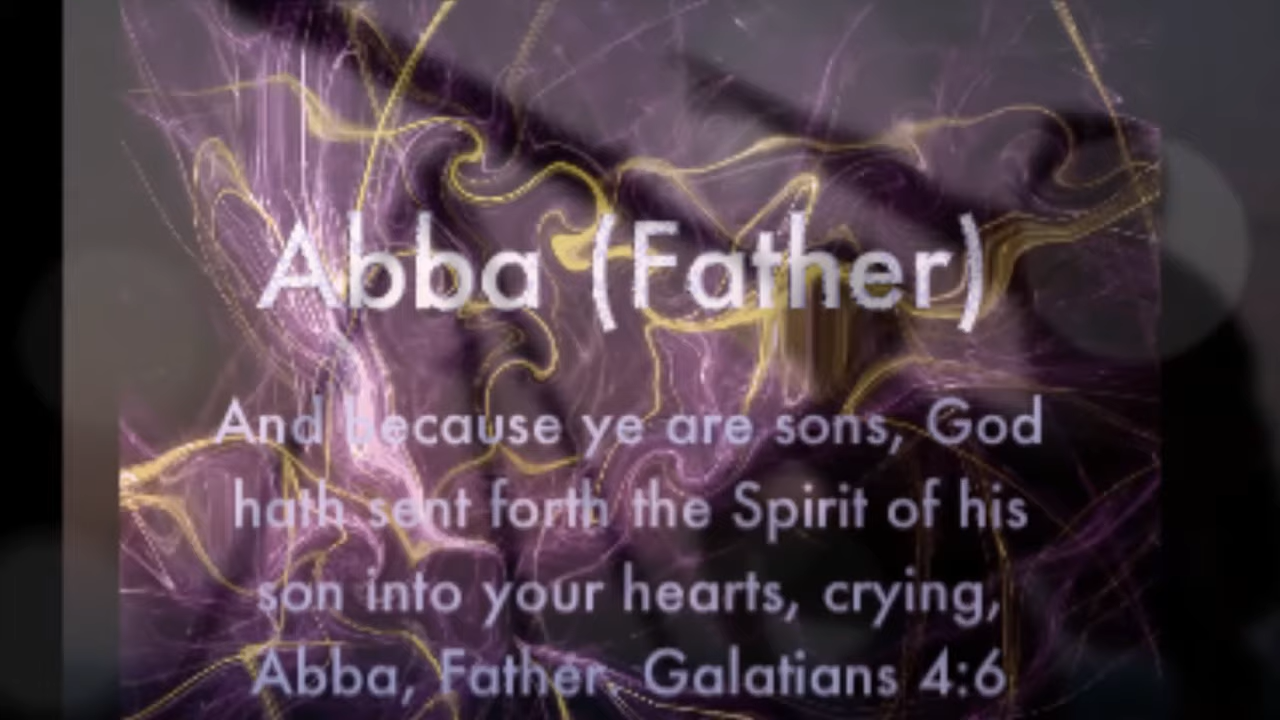 Abba (Father)
And because ye are sons, God
hath sent forth the Spirit of his
son into your hearts, crying,
Abba, Father. Galatians 4:6